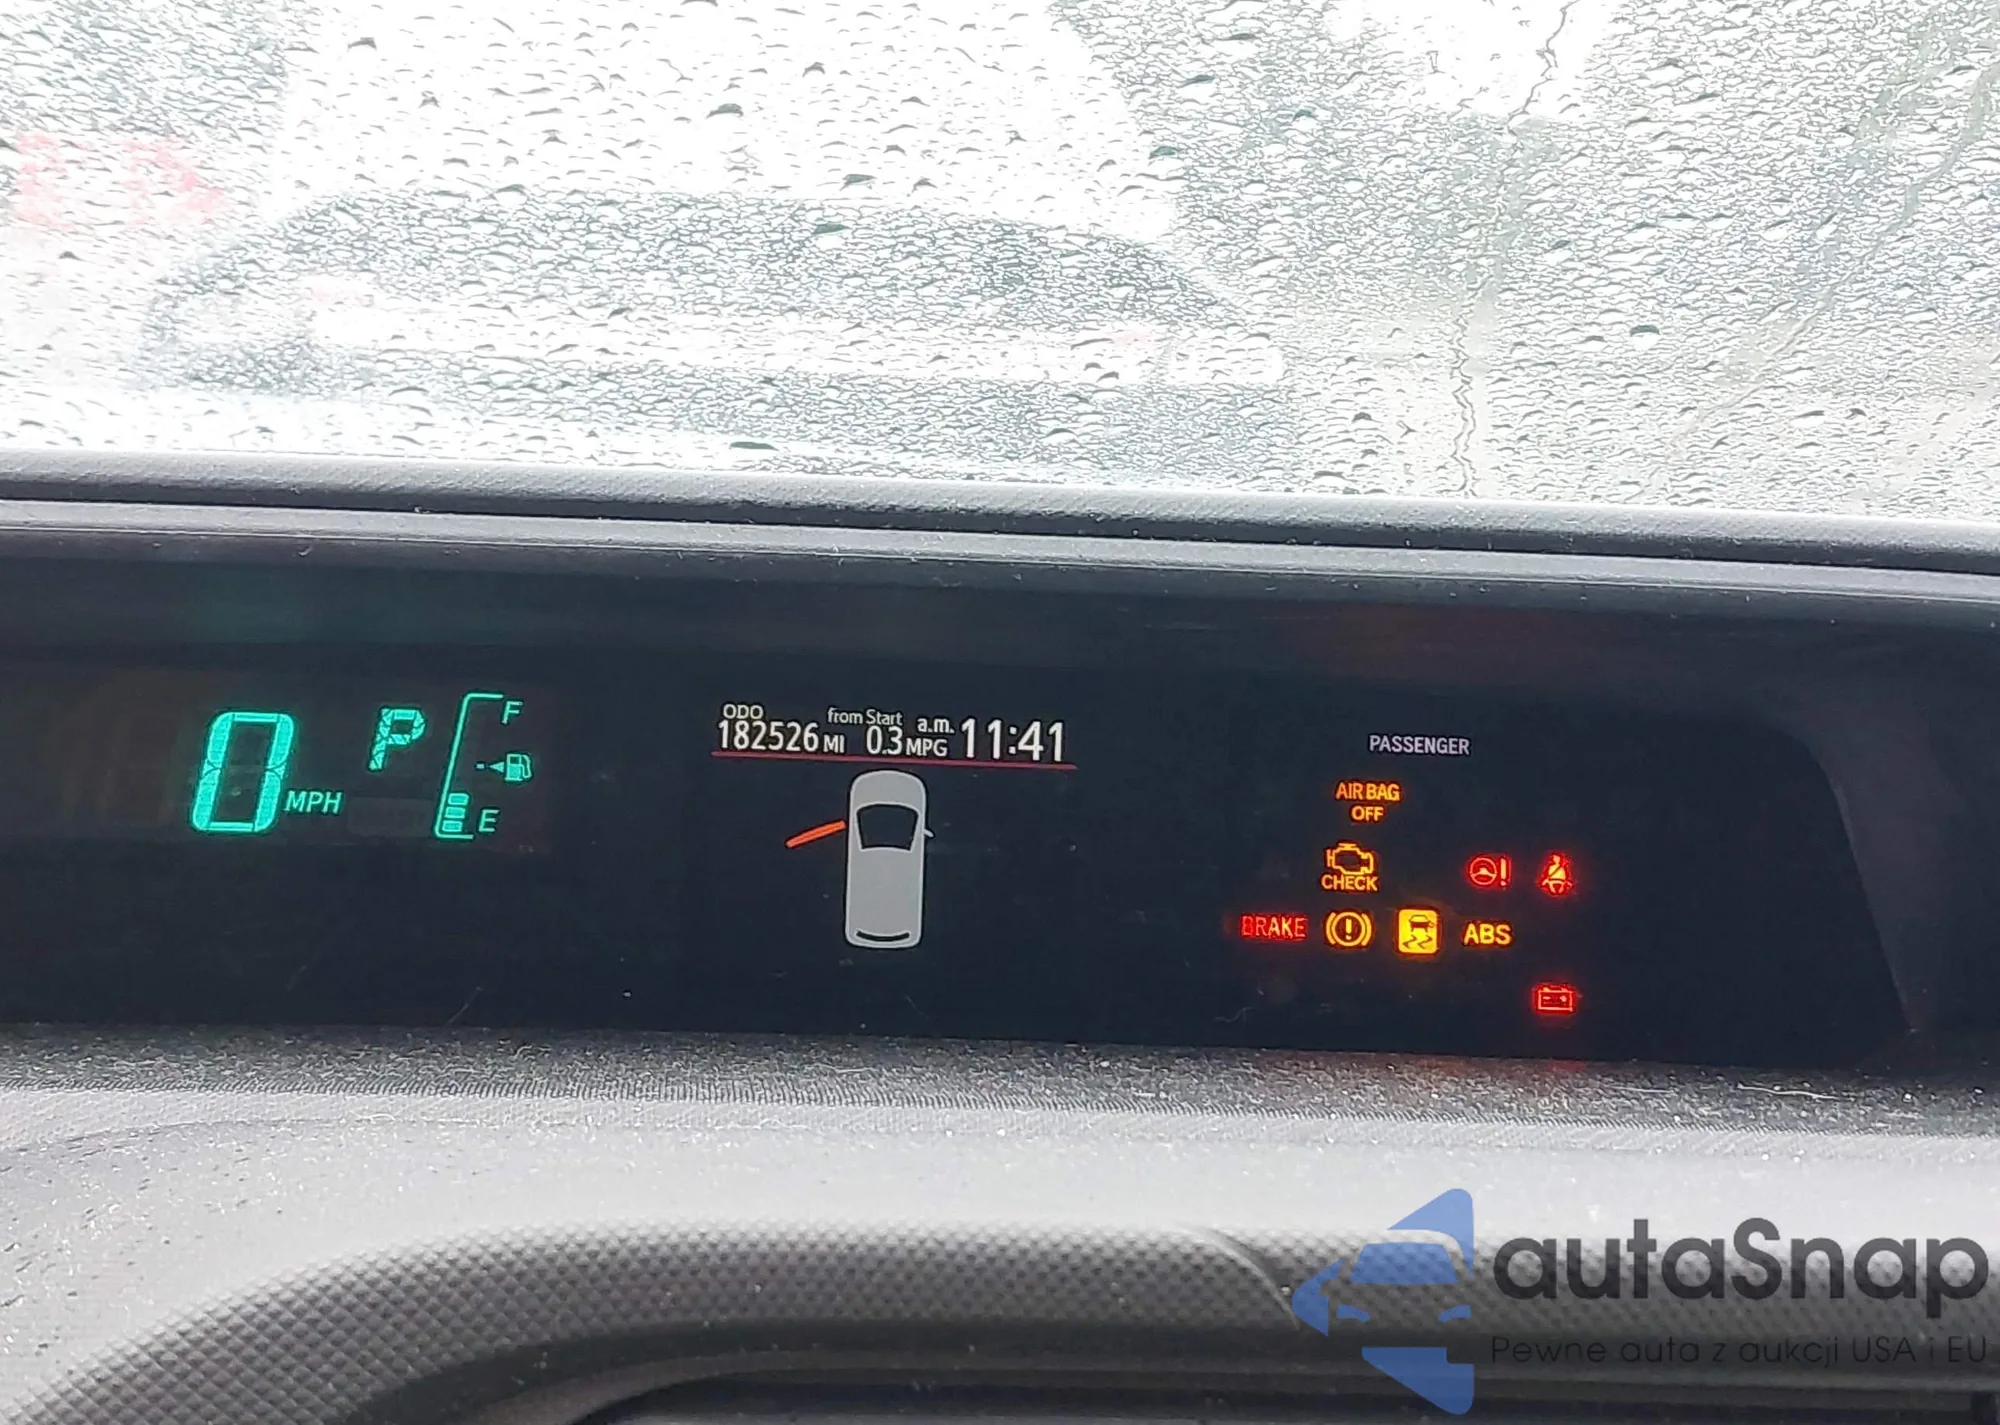 0 MPH
P
F
E
ODO from Start a.m. 11:41
182526 MI 0.3 MPG
PASSENGER
AIR BAG
OFF
CHECK
BRAKE
ABS
autaSnap
Pewne auta z aukcji USA i EU